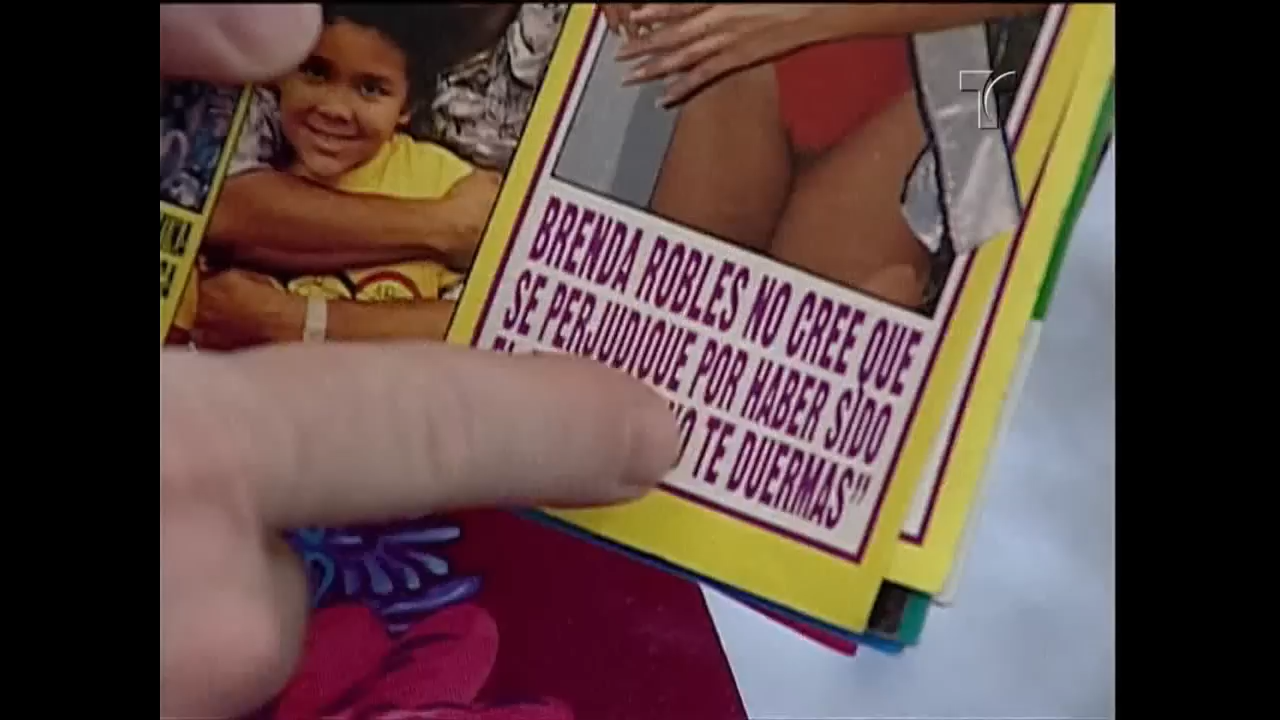 BRENDA ROBLES NO CREE QUE
SE PERJUDIQUE POR HABER SIDO
TE DUERMAS"